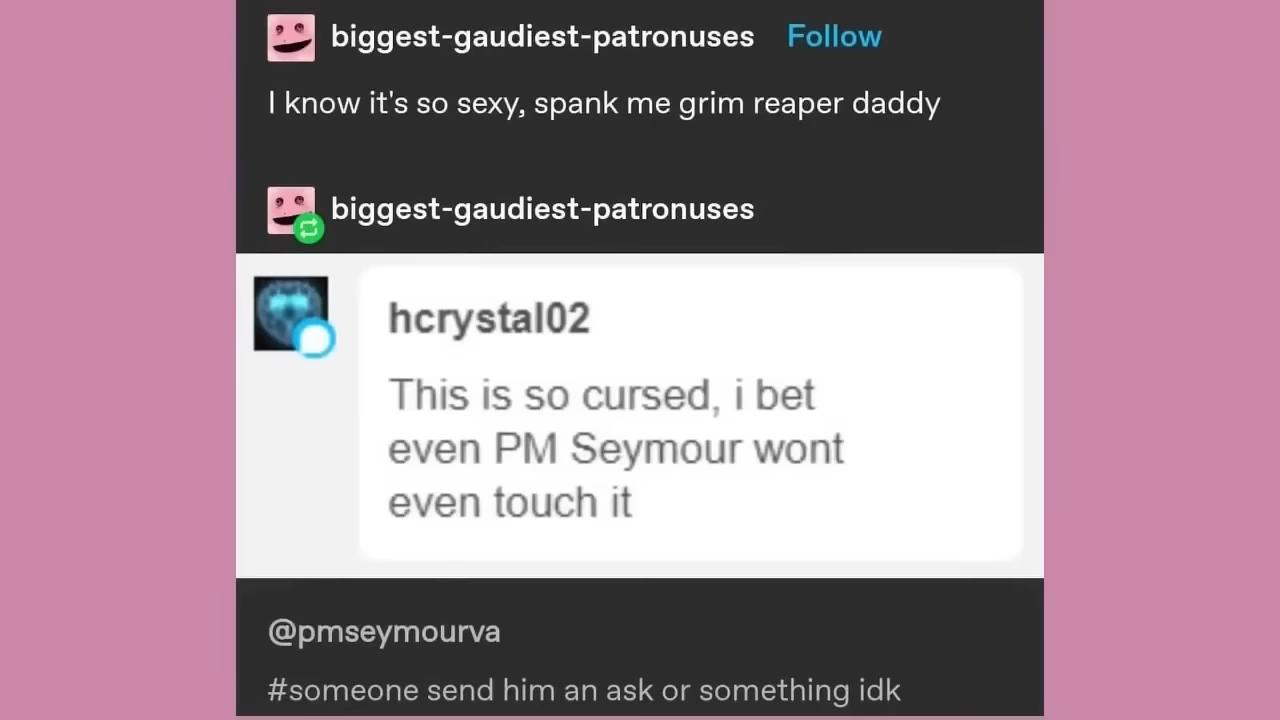 biggest-gaudiest-patronuses Follow
I know it's so sexy, spank me grim reaper daddy
biggest-gaudiest-patronuses
hcrystal02
This is so cursed, i bet
even PM Seymour wont
even touch it
@pmseymourva
#someone send him an ask or something idk